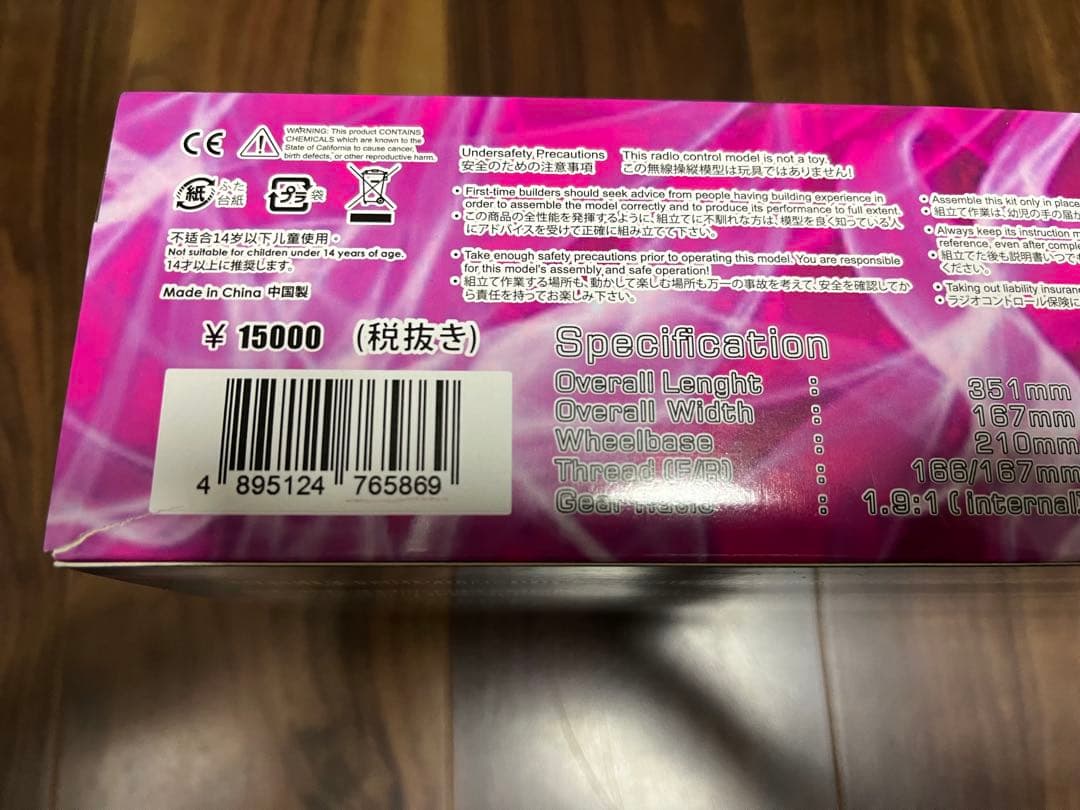 CE
WARNING: This product CONTAINS
CHEMICALS which are known to the
State of California to cause cancer,
birth defects, or other reproductive harm.
紙 ふた 台紙
プラ 袋
不适合14岁以下儿童使用。
Not suitable for children under 14 years of age.
14才以上に推奨します。
Made in China 中国製
¥ 15000 (税抜き)
4 895124 765869
Undersafety Precautions This radio control model is not a toy.
安全のための注意事項 この無線操縦模型は玩具ではありません!
• First-time builders should seek advice from people having building experience in
order to assemble the model correctly and to produce its performance to full extent.
• この商品の全性能を発揮するように、組立てに不馴れな方は、模型を良く知っている人
にアドバイスを受けて正確に組み立てて下さい。
• Take enough safety precautions prior to operating this model. You are responsible
for this model's assembly and safe operation!
• 組立て作業する場所も、動かして楽しむ場所も万一の事故を考えて、安全を確認してか
ら責任を持ってお楽しみ下さい。
• Assemble this kit only in place
• 組立て作業は、幼児の手の届か
• Always keep its instruction m
reference, even after comple
• 組立てた後も説明書いつで
ください。
• Taking out liability insuran
• ラジオコントロール保険に
Specification
Overall Lenght : 351mm
Overall Width : 167mm
Wheelbase : 210mm
Thread (F/R) : 166/167mm
Gear Ratio : 1.9:1 ( internal